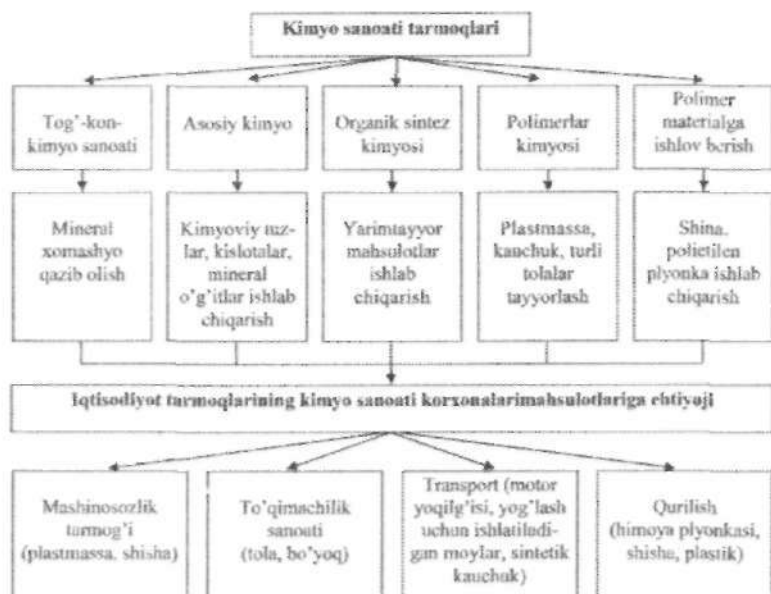 Kimyo sanoati tarmoqlari
Tog'-kon-
kimyo sanoati
Asosiy kimyo
Organik sintez
kimyosi
Polimerlar
kimyosi
Polimer
materialga
ishlov berish
Mineral
xomashyo
qazib olish
Kimyoviy tuz-
lar, kislotalar,
mineral
o'g'itlar ishlab
chiqarish
Yarimtayyor
mahsulotlar
ishlab
chiqarish
Plastmassa,
kauchuk, turli
tolalar
tayyorlash
Shina,
polietilen
plyonka ishlab
chiqarish
Iqtisodiyot tarmoqlarining kimyo sanoati korxonalarimahsulotlariga ehtiyoji
Mashinosozlik
tarmog'i
(plastmassa, shisha)
To'qimachilik
sanoati
(tola, bo'yoq)
Transport (motor
yoqilg'isi, yog'lash
uchun ishlatiladi-
gan moylar, sintetik
kauchuk)
Qurilish
(himoya plyonkasi,
shisha, plastik)